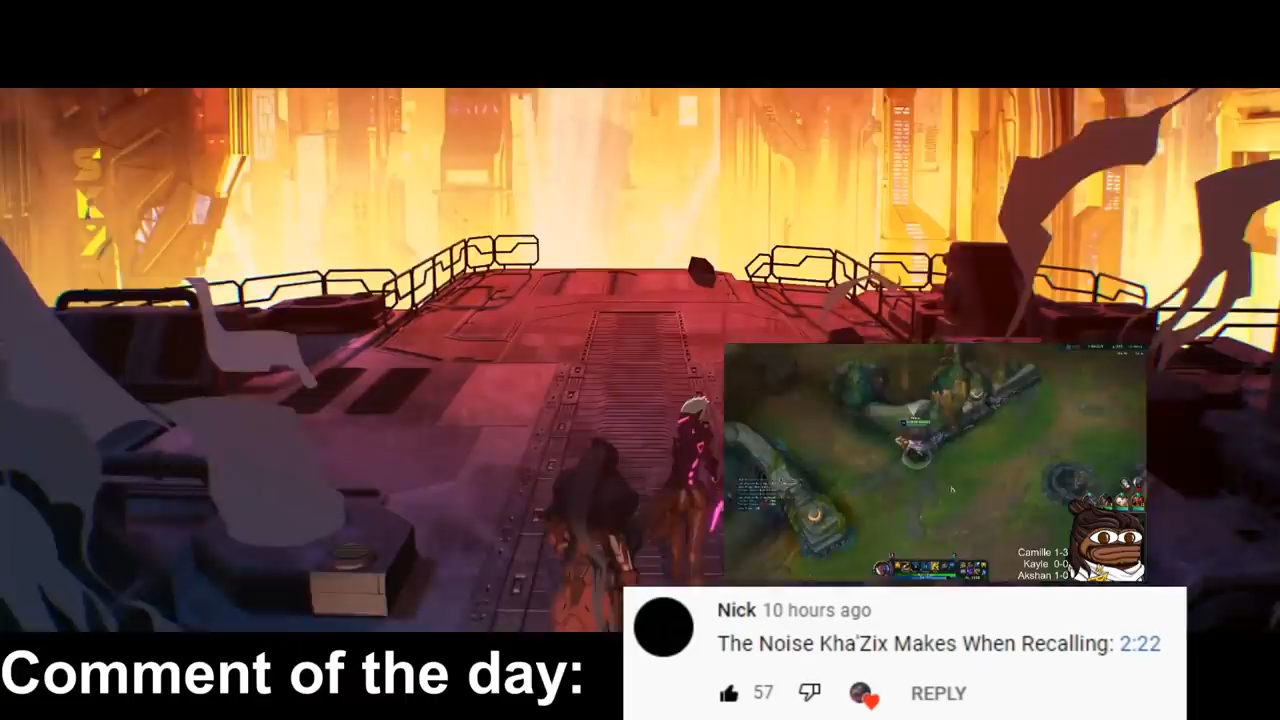 Camille 1-3
Kayle 0-0
Akshan 1-0
Nick 10 hours ago
The Noise Kha'Zix Makes When Recalling: 2:22
57
REPLY
Comment of the day: